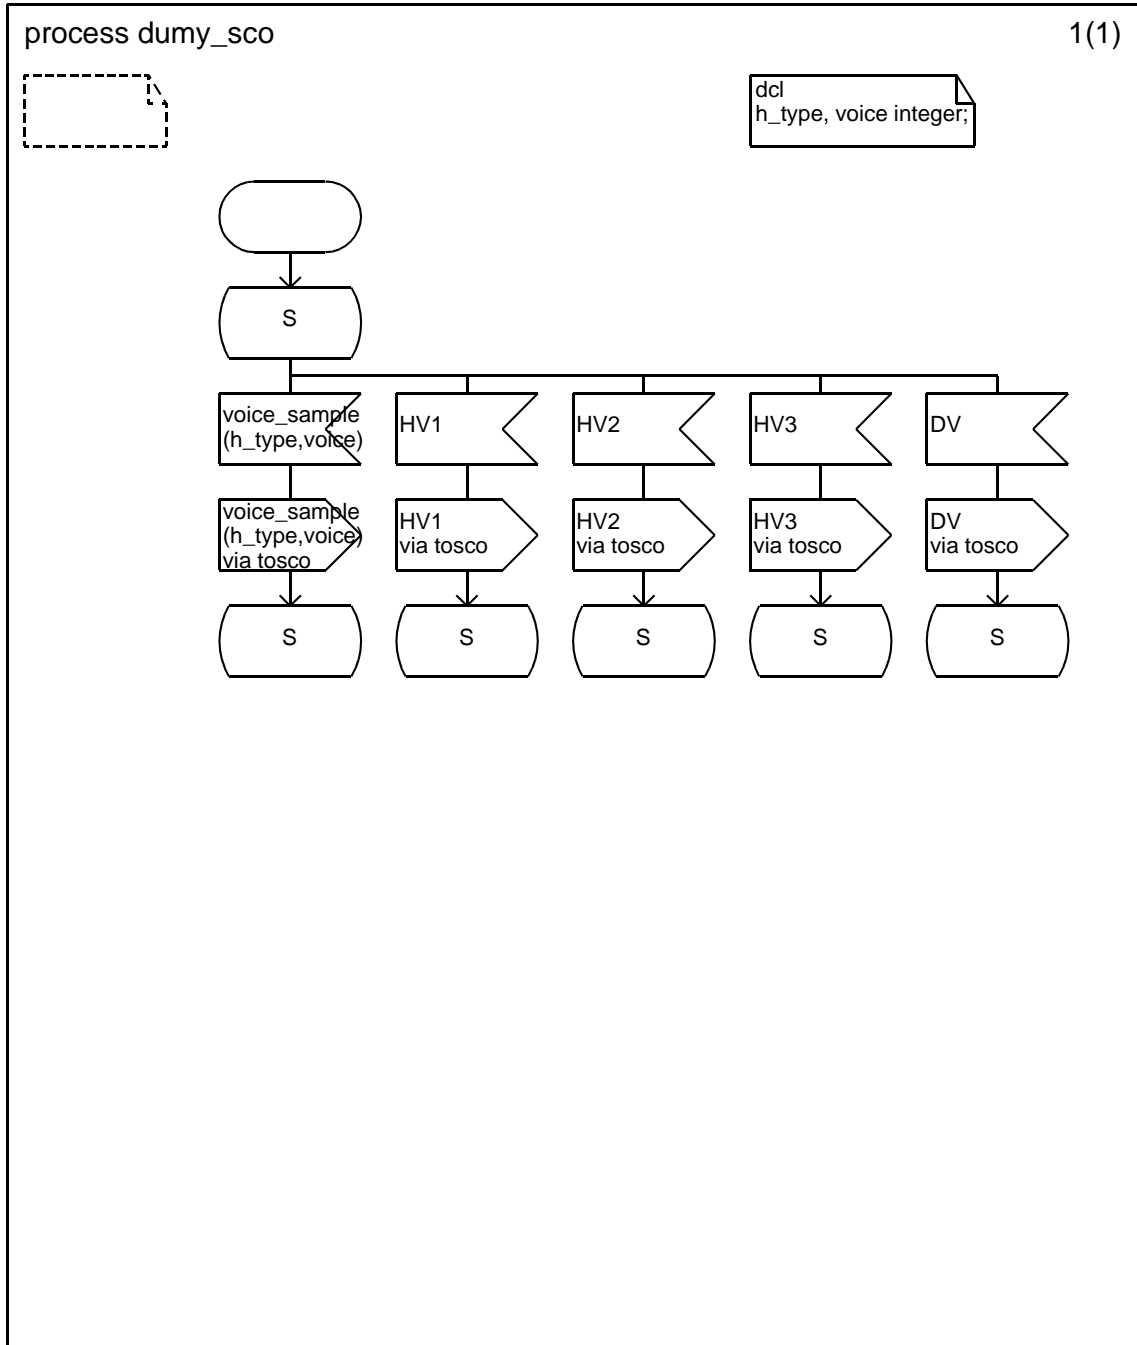 process dumy_sco
1(1)
dcl
h_type, voice integer;
S
voice_sample
(h_type,voice)
HV1
HV2
HV3
DV
voice_sample
(h_type,voice)
via tosco
HV1
via tosco
HV2
via tosco
HV3
via tosco
DV
via tosco
S
S
S
S
S